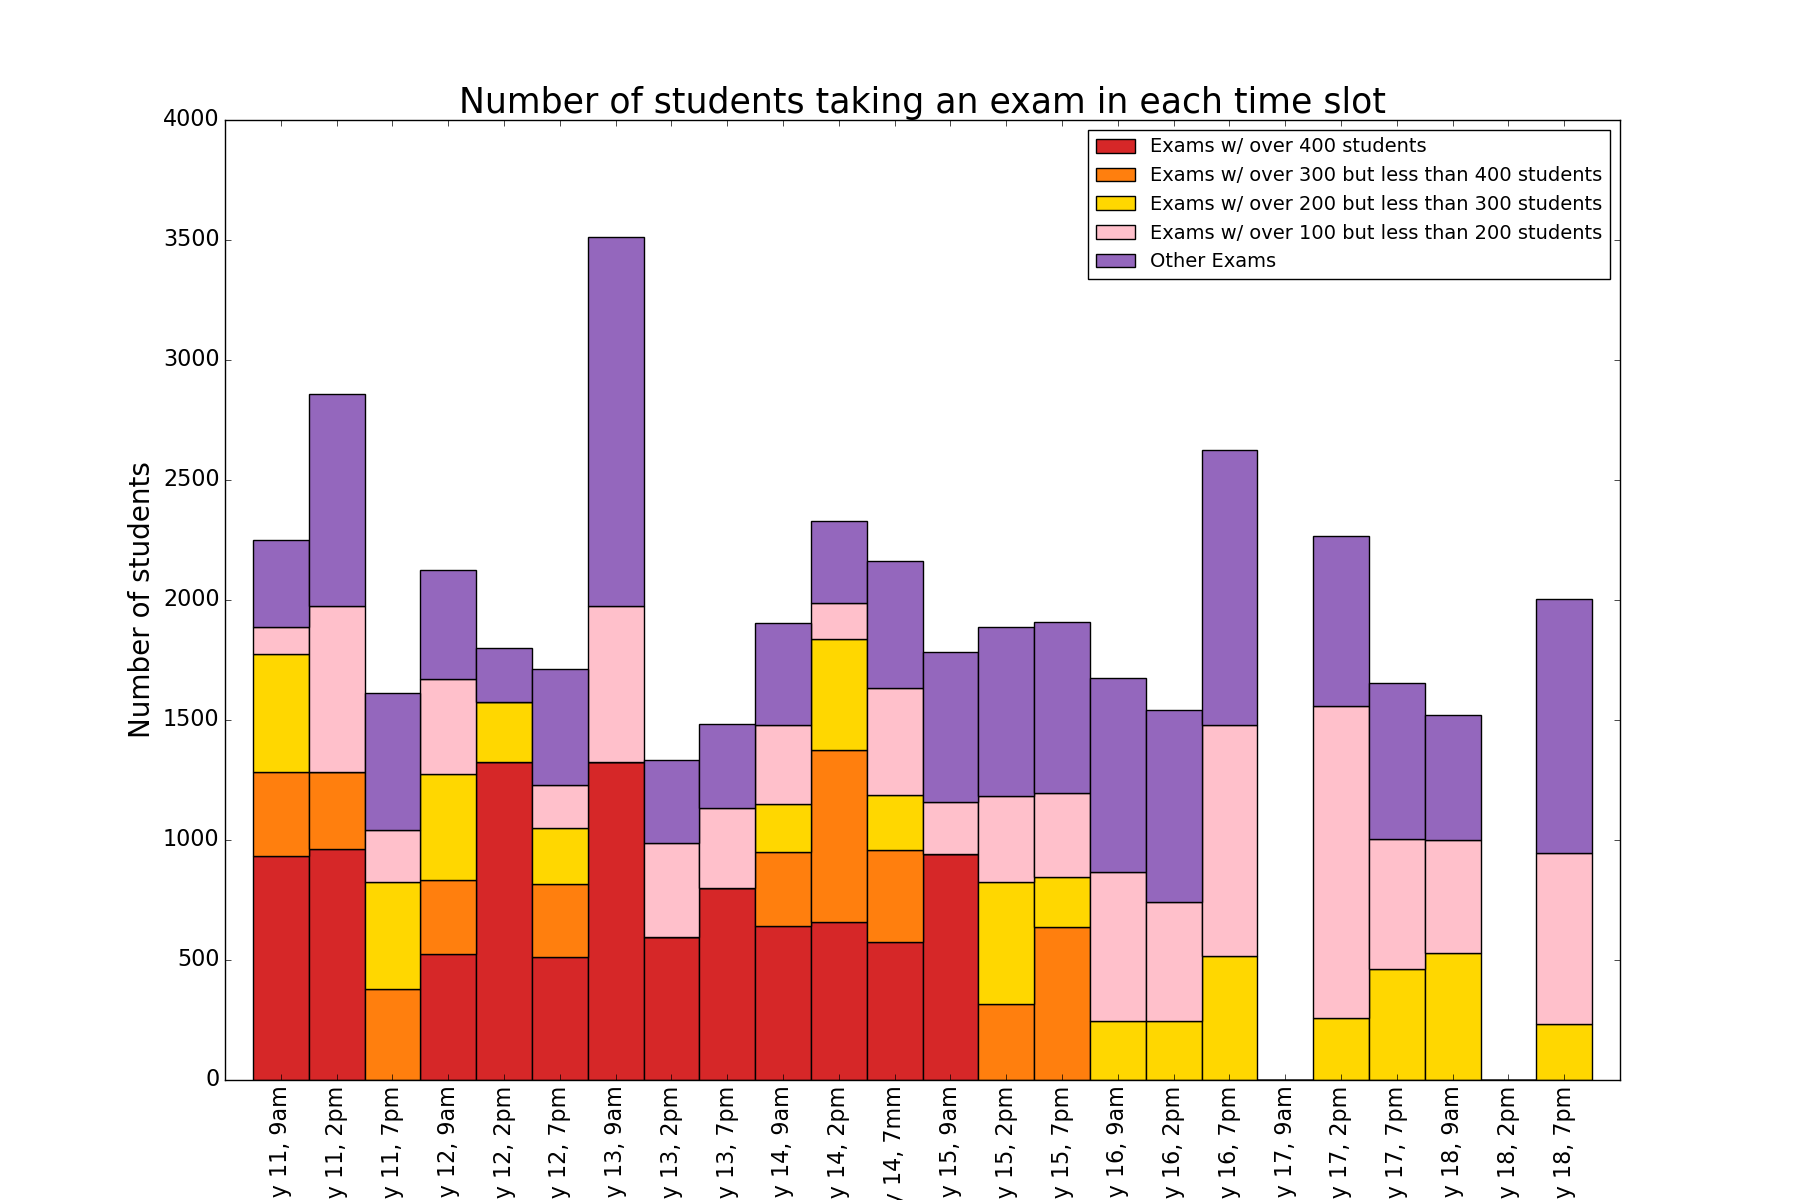 Number of students taking an exam in each time slot
Exams w/ over 400 students
Exams w/ over 300 but less than 400 students
Exams w/ over 200 but less than 300 students
Exams w/ over 100 but less than 200 students
Other Exams
Number of students
4000
3500
3000
2500
2000
1500
1000
500
0
y 11, 9am
y 11, 2pm
y 11, 7pm
y 12, 9am
y 12, 2pm
y 12, 7pm
y 13, 9am
y 13, 2pm
y 13, 7pm
y 14, 9am
y 14, 2pm
y 14, 7mm
y 15, 9am
y 15, 2pm
y 15, 7pm
y 16, 9am
y 16, 2pm
y 16, 7pm
y 17, 9am
y 17, 2pm
y 17, 7pm
y 18, 9am
y 18, 2pm
y 18, 7pm